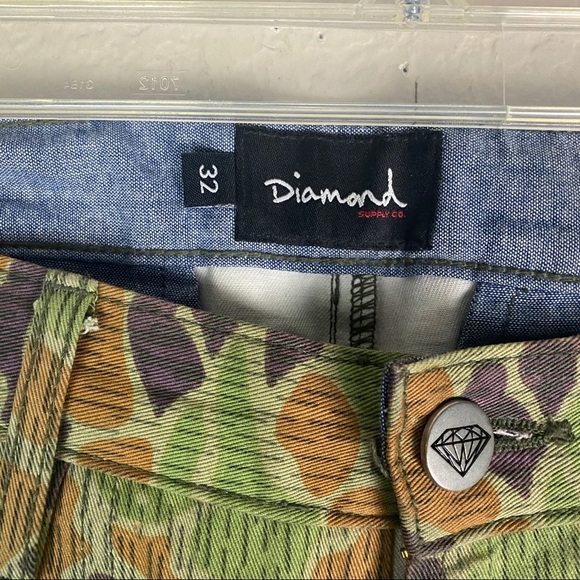 32
Diamond
SUPPLY CO.